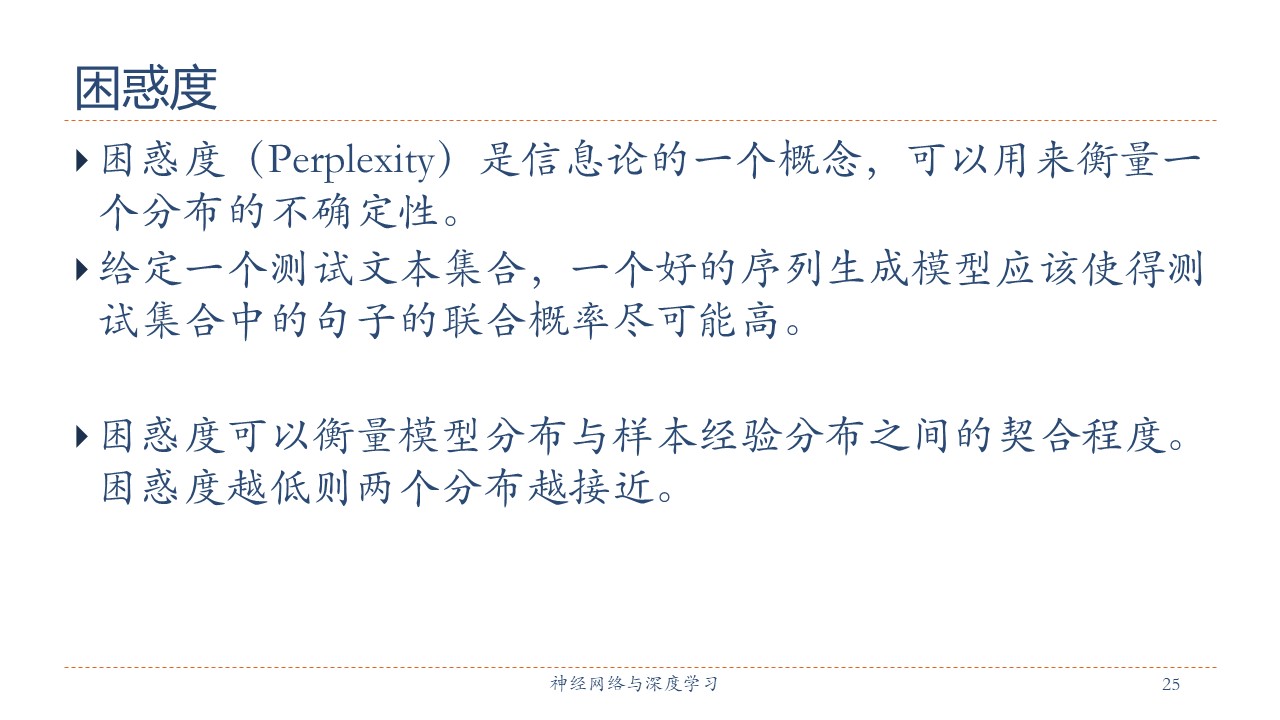 困惑度
困惑度（Perplexity）是信息论的一个概念，可以用来衡量一
个分布的不确定性。
给定一个测试文本集合，一个好的序列生成模型应该使得测
试集合中的句子的联合概率尽可能高。
困惑度可以衡量模型分布与样本经验分布之间的契合程度。
困惑度越低则两个分布越接近。
神经网络与深度学习
25